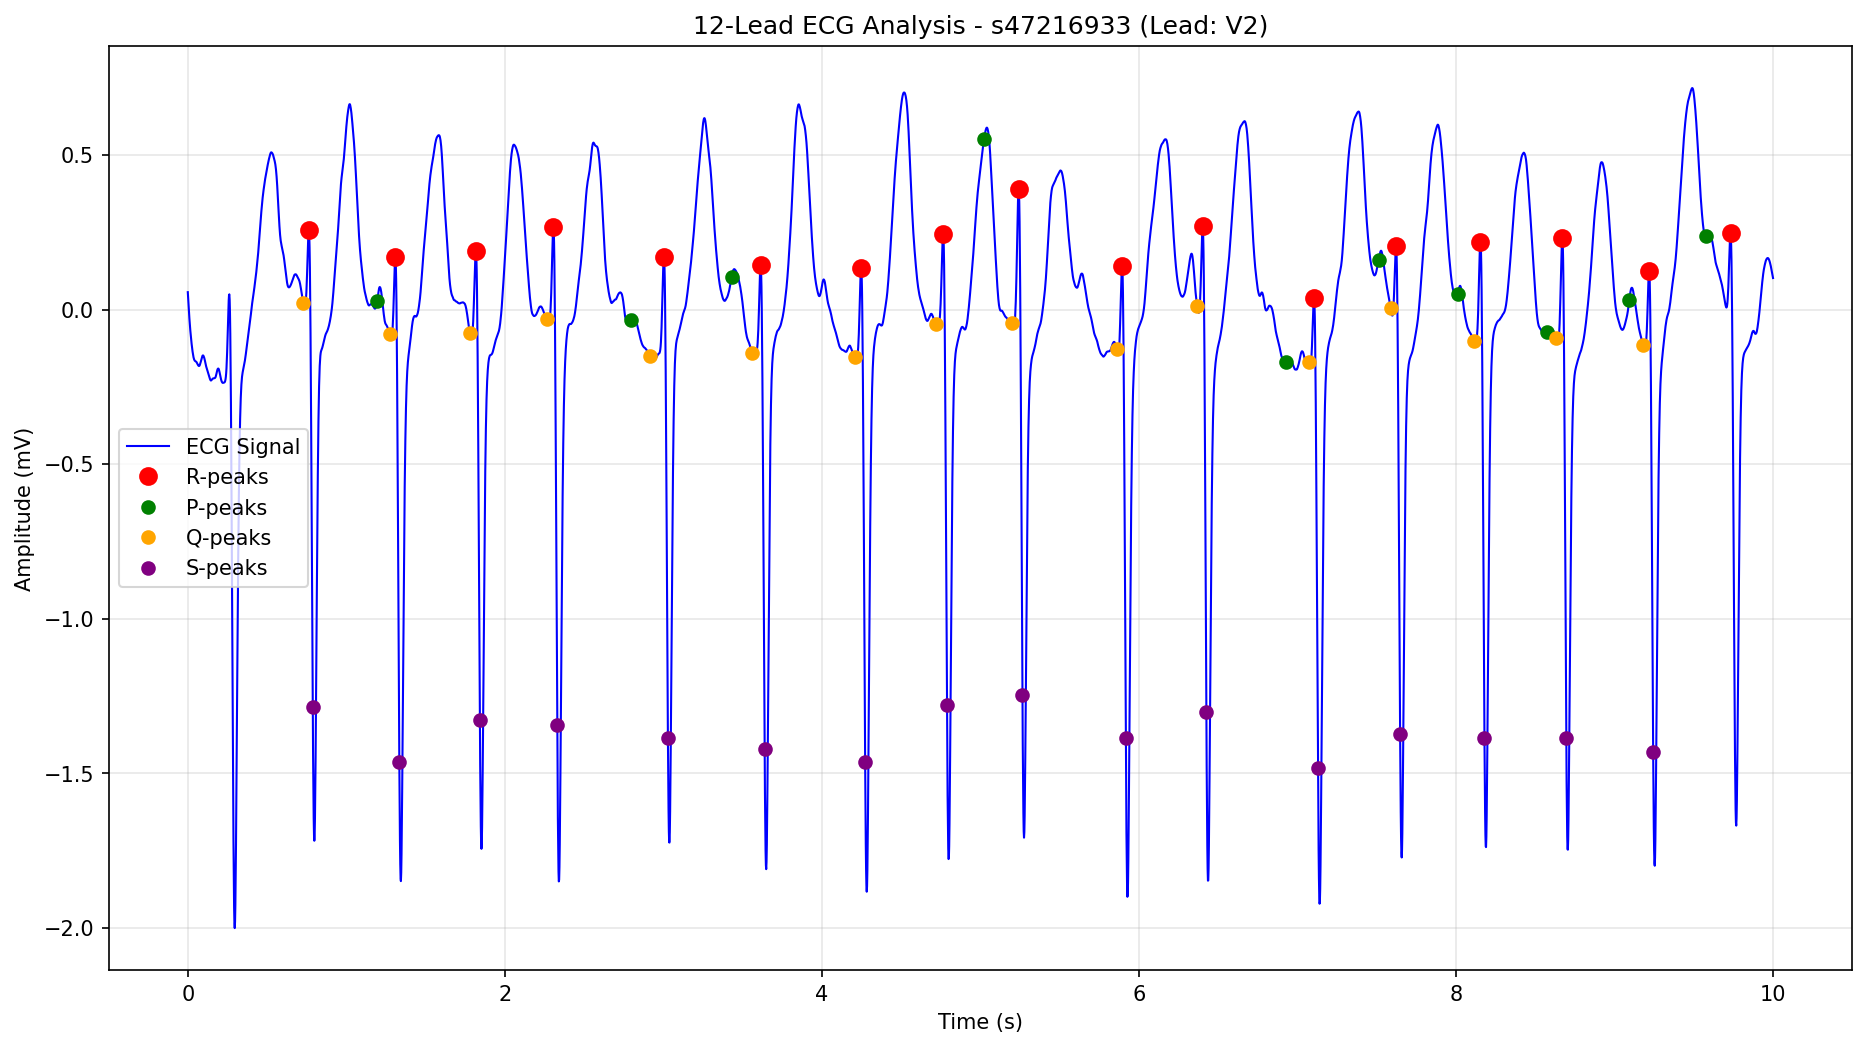 12-Lead ECG Analysis - s47216933 (Lead: V2)
Amplitude (mV)
0.5
0.0
−0.5
−1.0
−1.5
−2.0
ECG Signal
R-peaks
P-peaks
Q-peaks
S-peaks
0 2 4 6 8 10
Time (s)